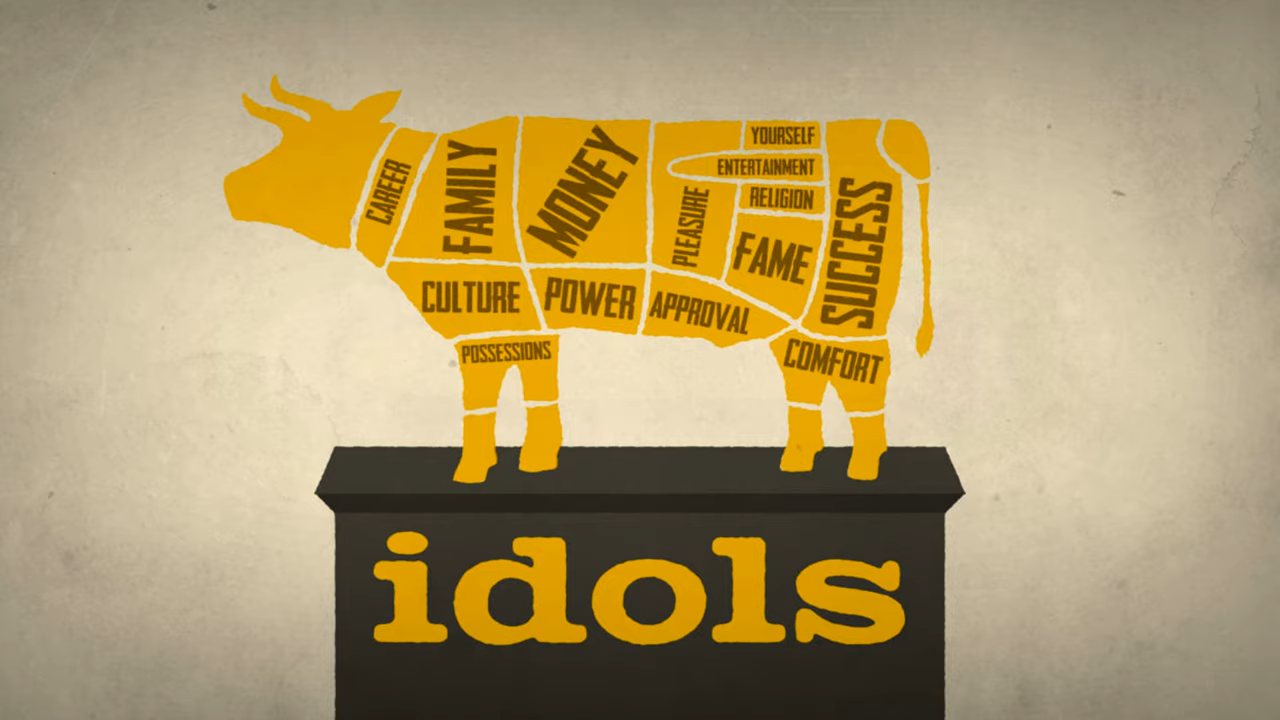 CAREER
FAMILY
MONEY
PLEASURE
YOURSELF
ENTERTAINMENT
RELIGION
FAME
SUCCESS
CULTURE
POWER
APPROVAL
POSSESSIONS
COMFORT
idols